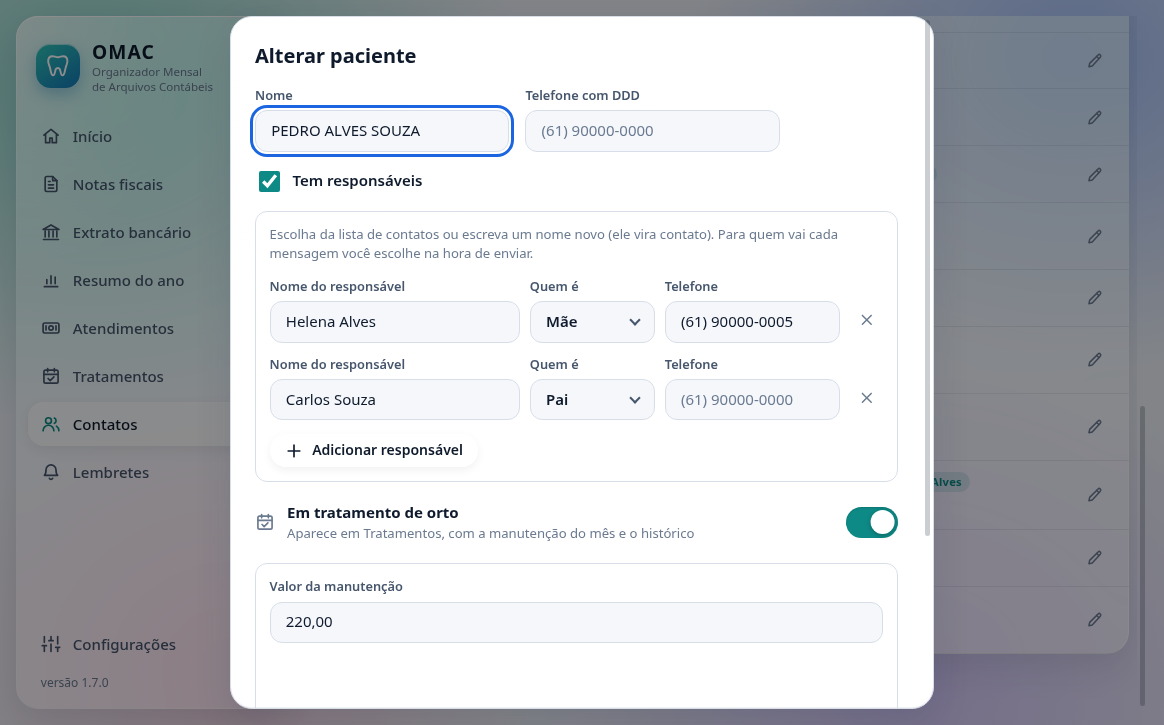 OMAC
Organizador Mensal
de Arquivos Contábeis
Início
Notas fiscais
Extrato bancário
Resumo do ano
Atendimentos
Tratamentos
Contatos
Lembretes
Configurações
versão 1.7.0
Alterar paciente
Nome
Telefone com DDD
PEDRO ALVES SOUZA
(61) 90000-0000
Tem responsáveis
Escolha da lista de contatos ou escreva um nome novo (ele vira contato). Para quem vai cada
mensagem você escolhe na hora de enviar.
Nome do responsável
Quem é
Telefone
Helena Alves
Mãe
(61) 90000-0005
Nome do responsável
Quem é
Telefone
Carlos Souza
Pai
(61) 90000-0000
Adicionar responsável
Em tratamento de orto
Aparece em Tratamentos, com a manutenção do mês e o histórico
Valor da manutenção
220,00
Alves